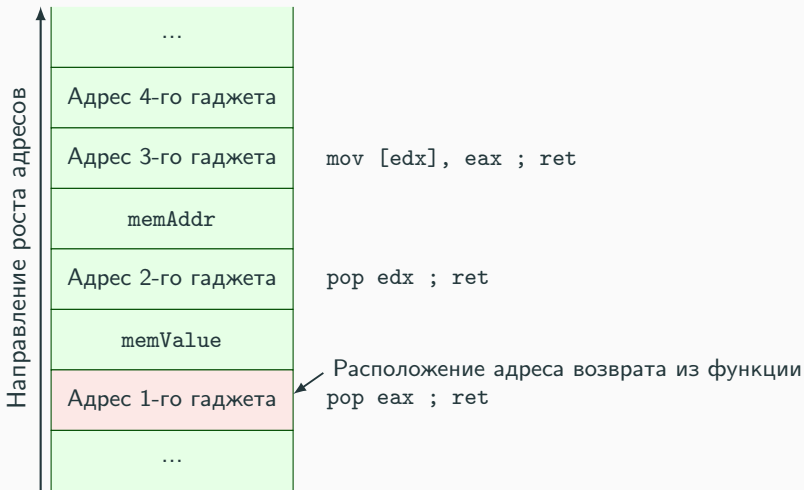 ...
Адрес 4-го гаджета
Адрес 3-го гаджета
mov [edx], eax ; ret
memAddr
Адрес 2-го гаджета
pop edx ; ret
memValue
Расположение адреса возврата из функции
Адрес 1-го гаджета
pop eax ; ret
...
Направление роста адресов